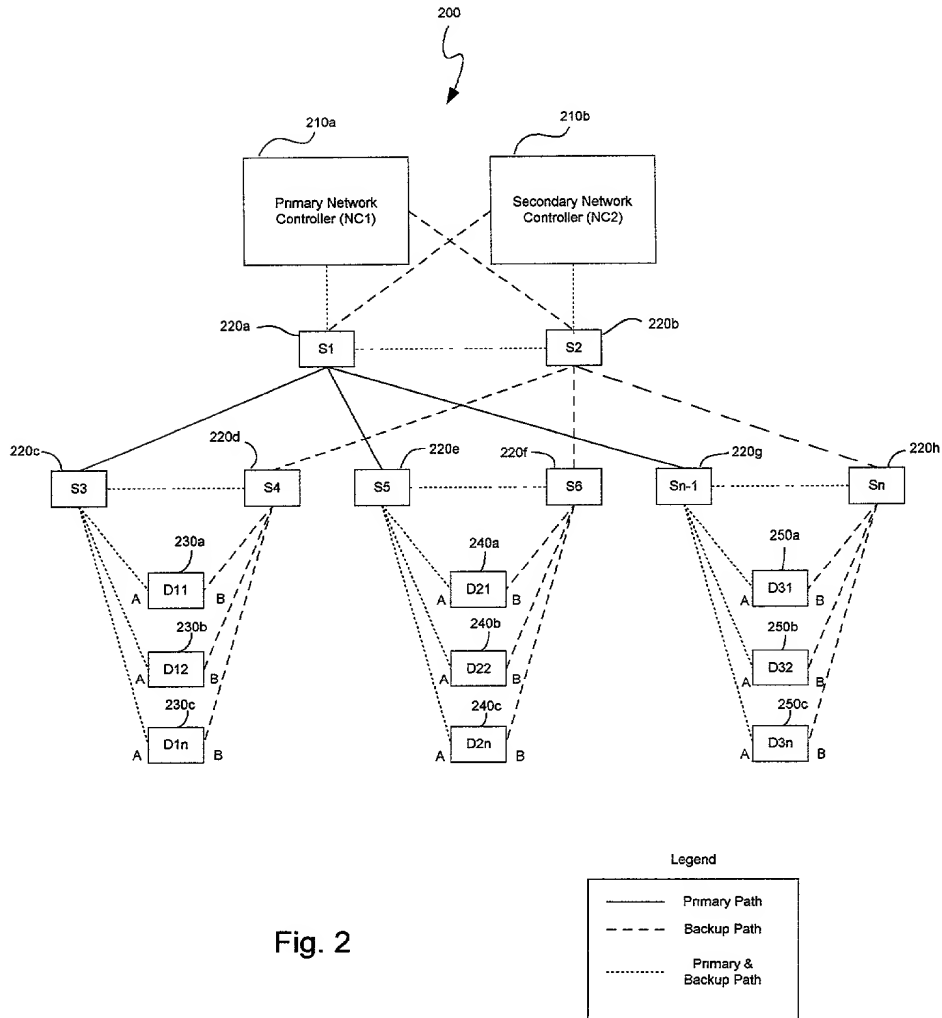 200
210a
210b
Primary Network
Controller (NC1)
Secondary Network
Controller (NC2)
220a
S1
S2
220b
220c
220d
220e
220f
220g
220h
S3
S4
S5
S6
Sn-1
Sn
230a
240a
250a
D11
D21
D31
A
B
A
B
A
B
230b
240b
250b
D12
D22
D32
A
B
A
B
A
B
230c
240c
250c
D1n
D2n
D3n
A
B
A
B
A
B
Legend
Primary Path
Backup Path
Primary &
Backup Path
Fig. 2